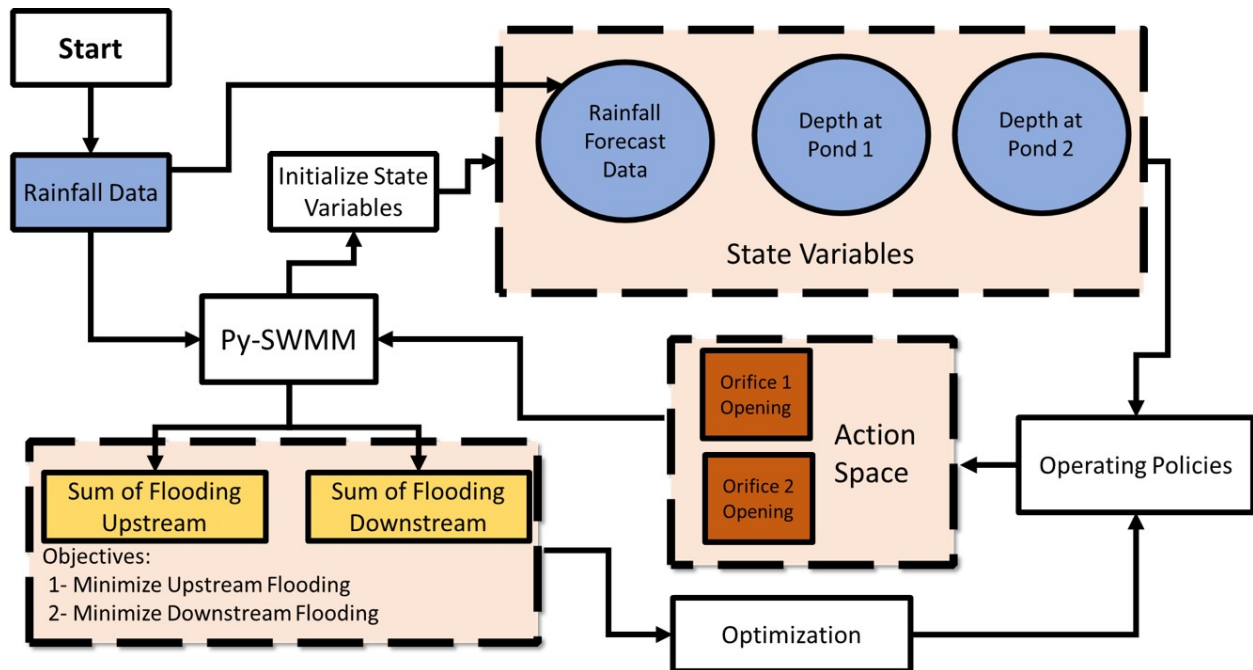 Start
Rainfall Data
Initialize State
Variables
Rainfall
Forecast
Data
Depth at
Pond 1
Depth at
Pond 2
State Variables
Py-SWMM
Orifice 1
Opening
Orifice 2
Opening
Action
Space
Operating Policies
Sum of Flooding
Upstream
Sum of Flooding
Downstream
Objectives:
1- Minimize Upstream Flooding
2- Minimize Downstream Flooding
Optimization